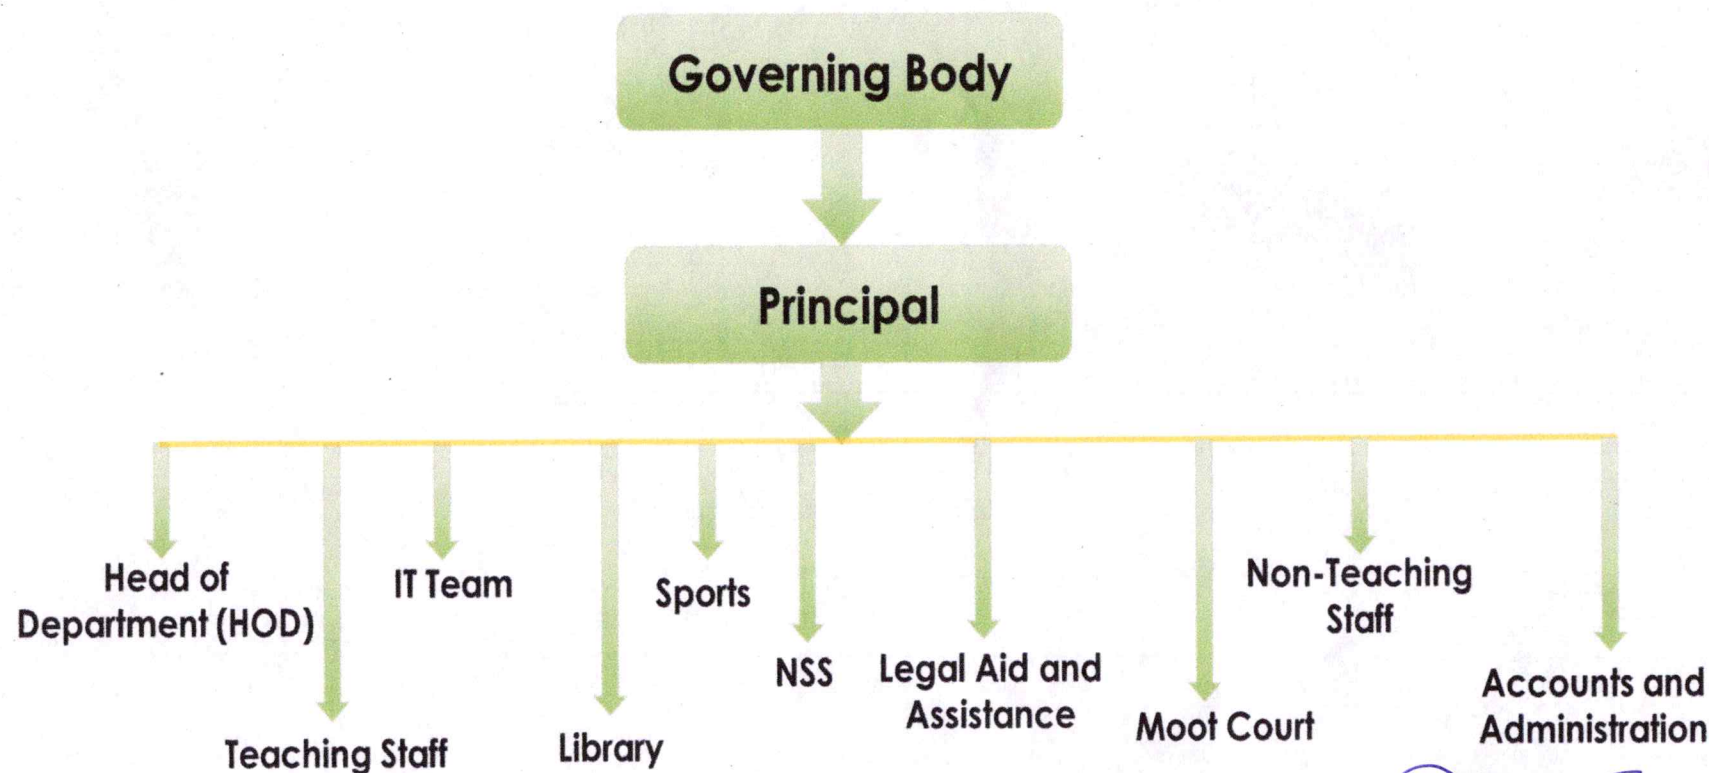 Governing Body
Principal
Head of
Department (HOD)
Teaching Staff
IT Team
Library
Sports
NSS
Legal Aid and
Assistance
Moot Court
Non-Teaching
Staff
Accounts and
Administration